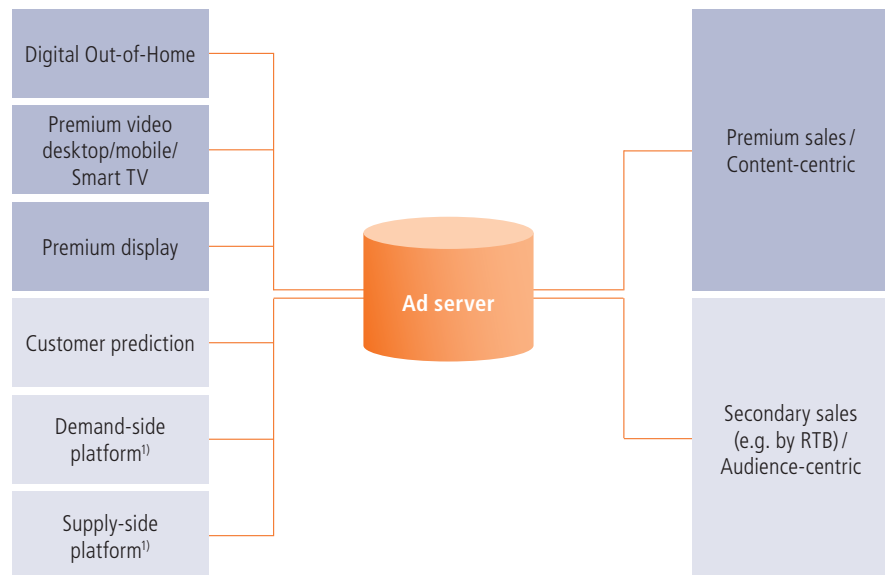 Digital Out-of-Home
Premium video
desktop/mobile/
Smart TV
Premium display
Customer prediction
Demand-side
platform¹⁾
Supply-side
platform¹⁾
Ad server
Premium sales/
Content-centric
Secondary sales
(e.g. by RTB)/
Audience-centric